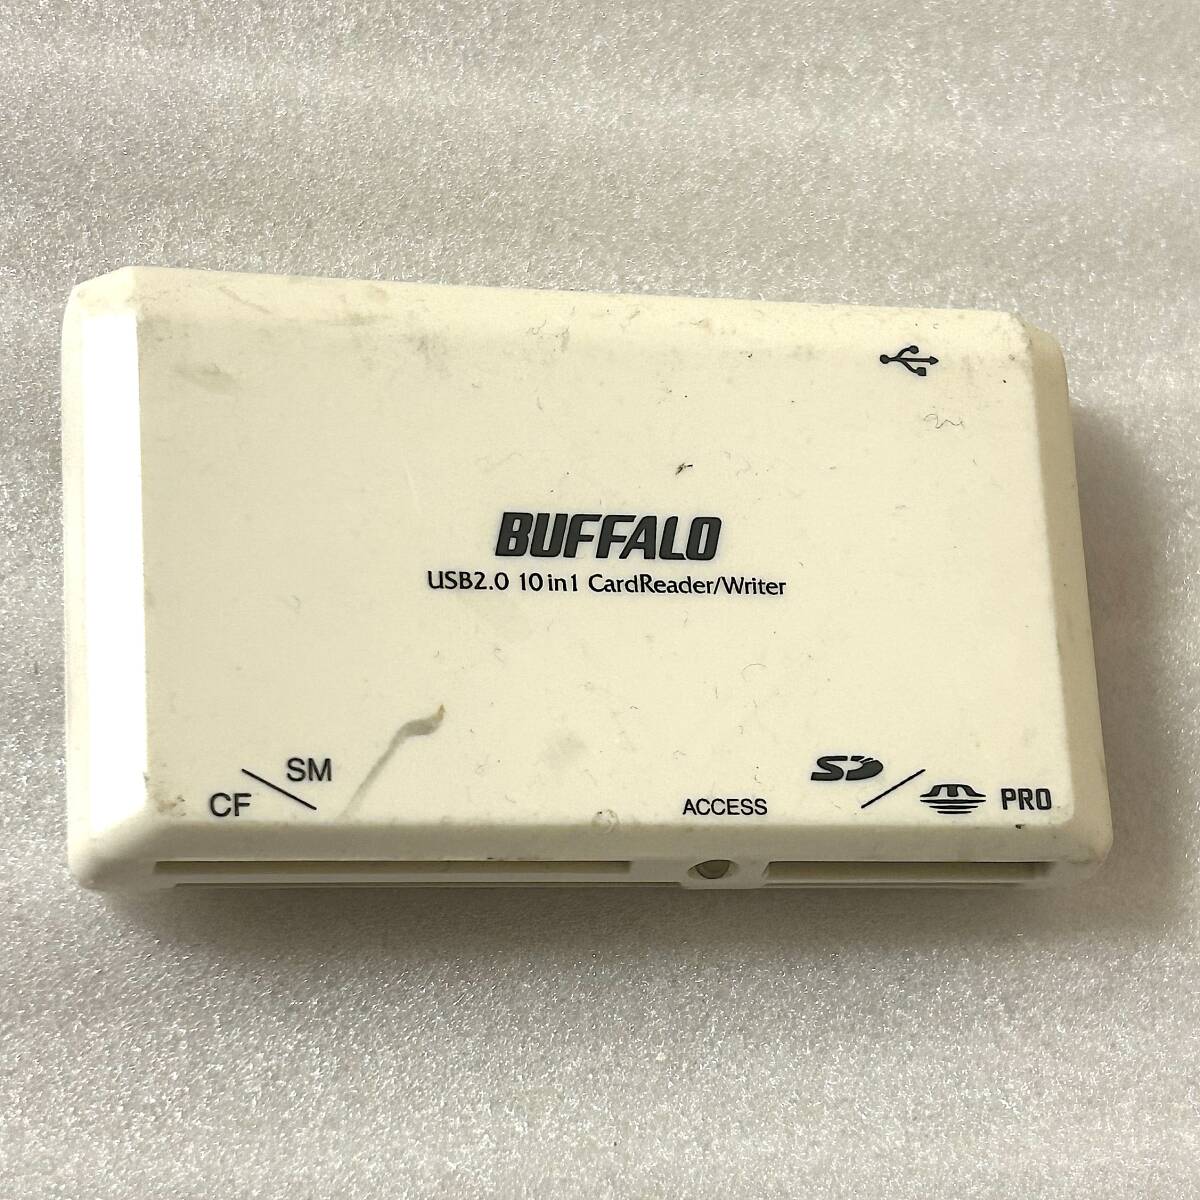 BUFFALO
USB2.0 10in1 CardReader/Writer
SM
CF
ACCESS
SD
PRO